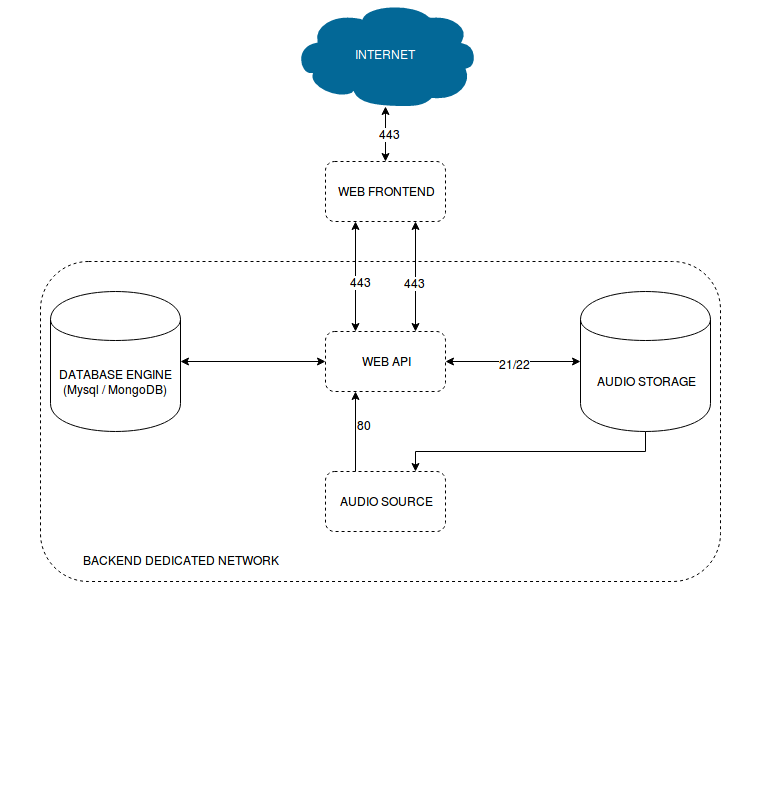 INTERNET
443
WEB FRONTEND
443
443
DATABASE ENGINE
(Mysql / MongoDB)
WEB API
21/22
AUDIO STORAGE
80
AUDIO SOURCE
BACKEND DEDICATED NETWORK